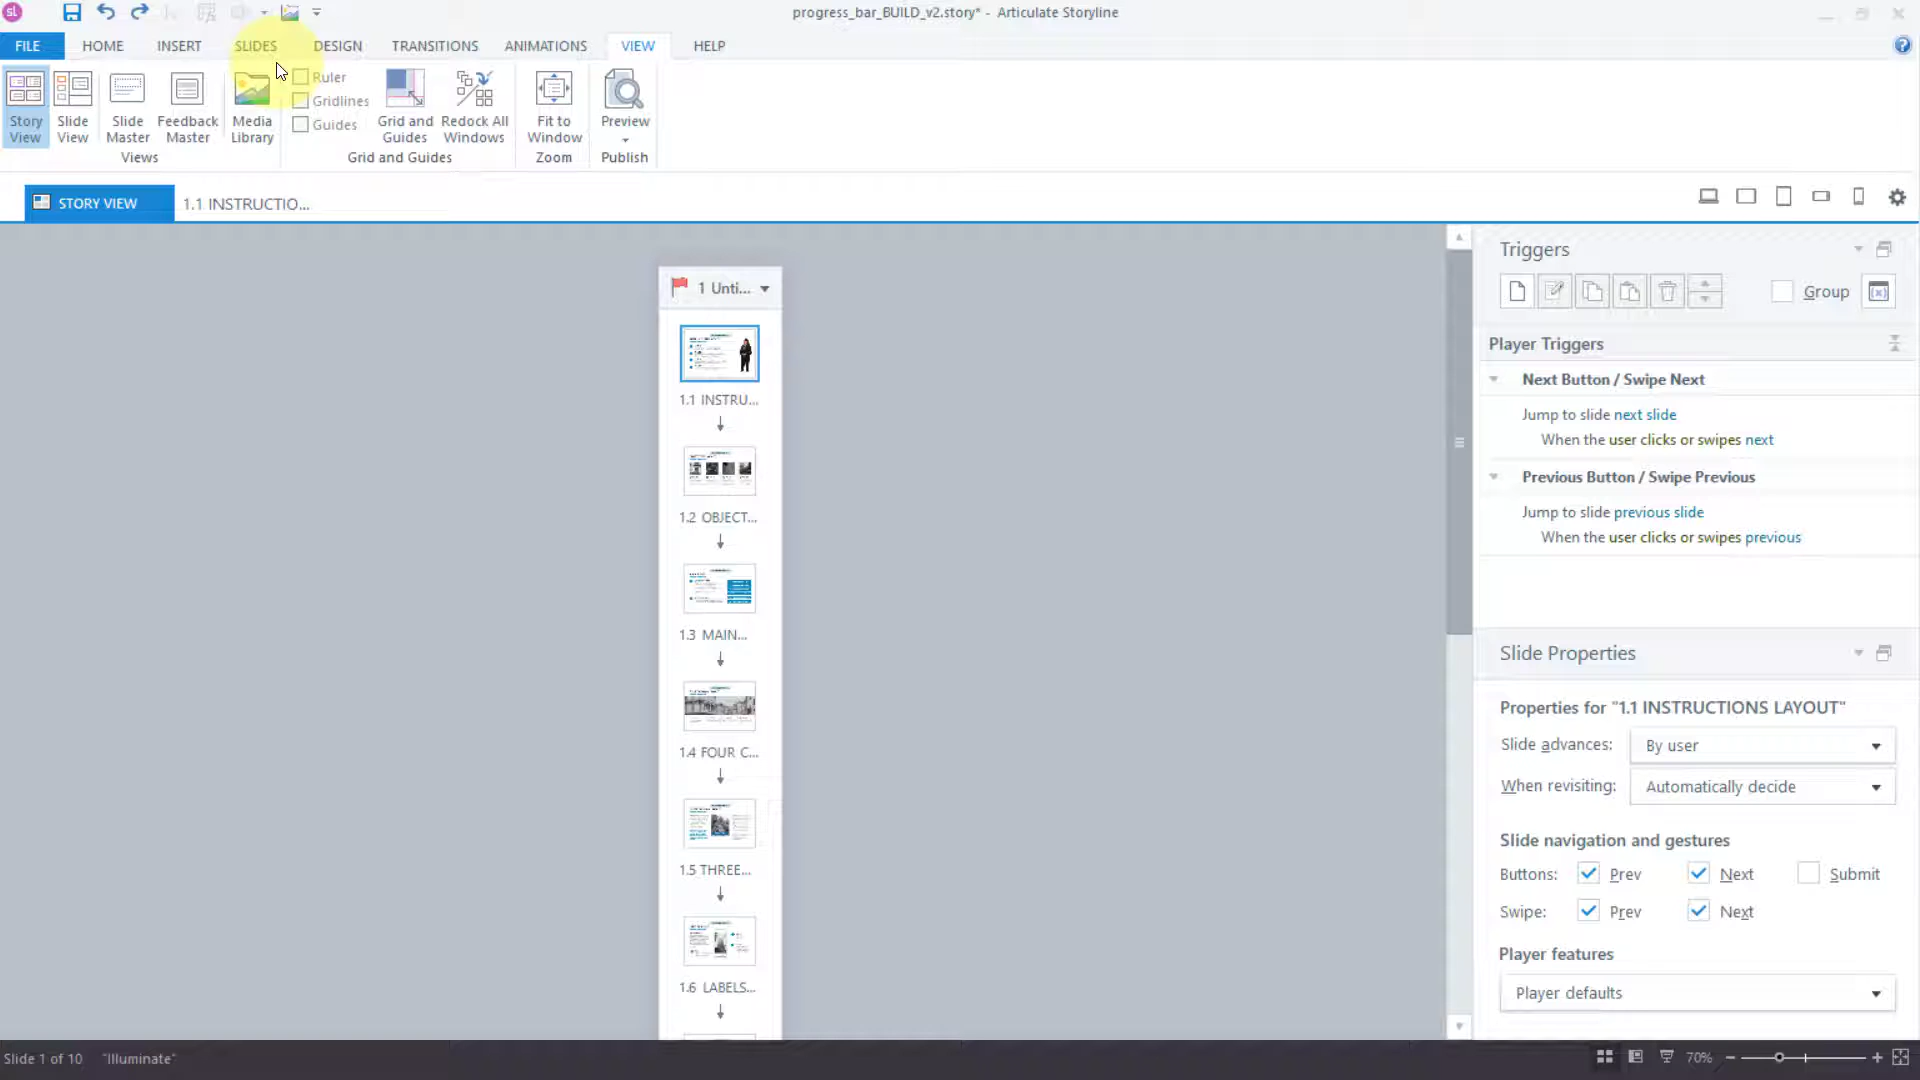 sl
progress_bar_BUILD_v2.story* - Articulate Storyline
FILE
HOME
INSERT
SLIDES
DESIGN
TRANSITIONS
ANIMATIONS
VIEW
HELP
Story View
Slide View
Slide Master
Feedback Master
Media Library
Ruler
Gridlines
Guides
Grid and Guides
Redock All Windows
Fit to Window
Preview
Views
Grid and Guides
Zoom
Publish
STORY VIEW
1.1 INSTRUCTIO...
1 Unti...
1.1 INSTRU...
1.2 OBJECT...
1.3 MAIN...
1.4 FOUR C...
1.5 THREE...
1.6 LABELS...
Triggers
Group
Player Triggers
Next Button / Swipe Next
Jump to slide next slide
When the user clicks or swipes next
Previous Button / Swipe Previous
Jump to slide previous slide
When the user clicks or swipes previous
Slide Properties
Properties for "1.1 INSTRUCTIONS LAYOUT"
Slide advances: By user
When revisiting: Automatically decide
Slide navigation and gestures
Buttons: Prev Next Submit
Swipe: Prev Next
Player features
Player defaults
Slide 1 of 10 "Illuminate"
70%